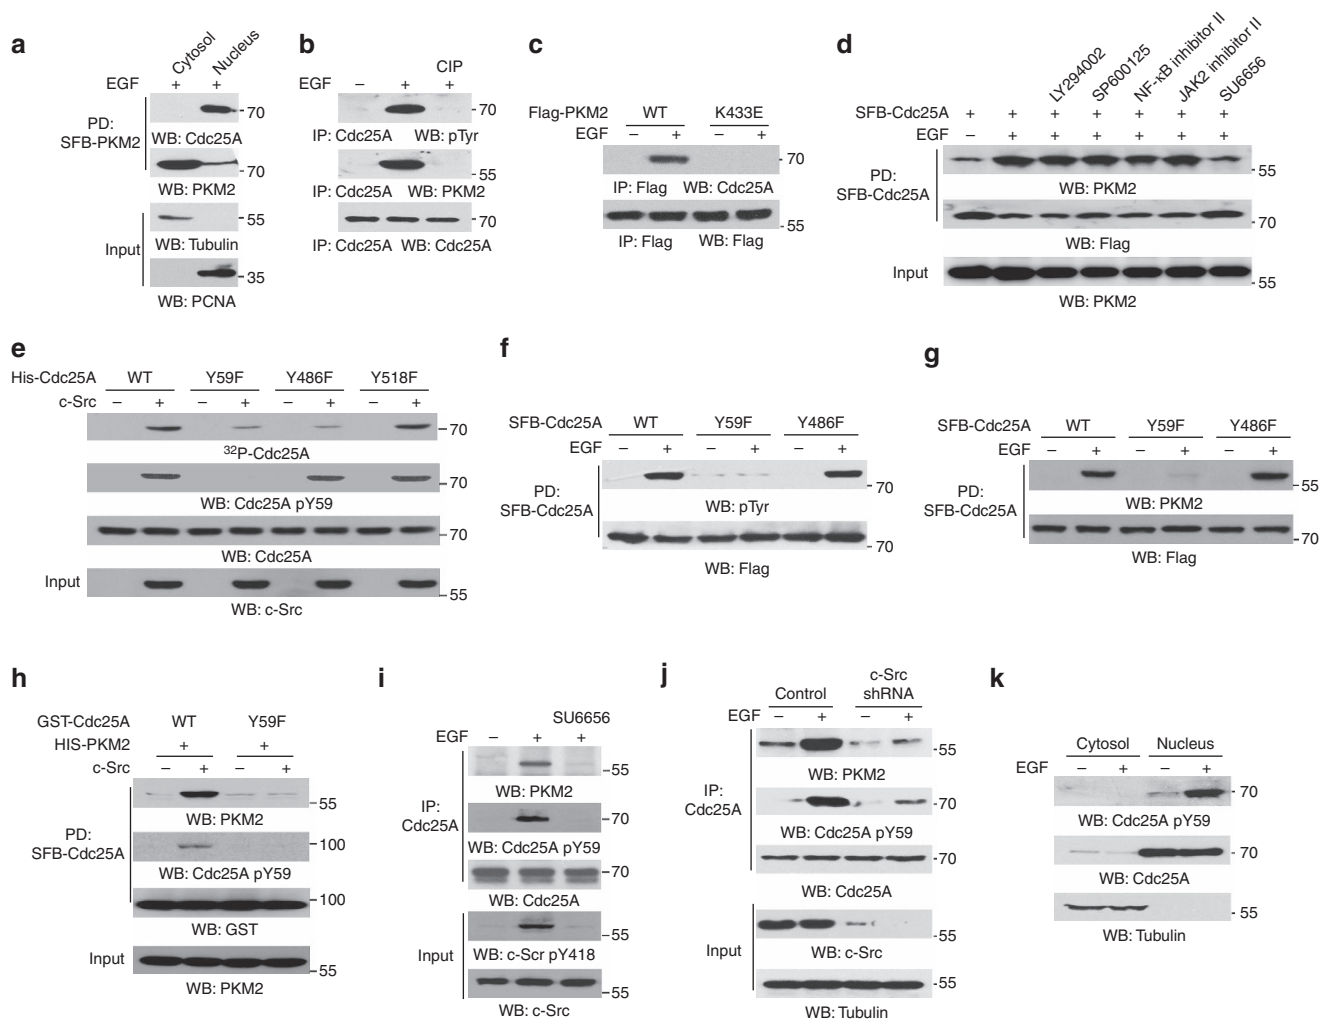 a
Cytosol
Nucleus
EGF + +
PD:
SFB-PKM2
70
WB: Cdc25A
70
WB: PKM2
Input
55
WB: Tubulin
35
WB: PCNA
b
CIP
EGF – + +
70
IP: Cdc25A WB: pTyr
55
IP: Cdc25A WB: PKM2
70
IP: Cdc25A WB: Cdc25A
c
Flag-PKM2 WT K433E
EGF – + – +
70
IP: Flag WB: Cdc25A
55
IP: Flag WB: Flag
d
LY294002
SP600125
NF-κB inhibitor II
JAK2 inhibitor II
SU6656
SFB-Cdc25A + + + + + + +
EGF – + + + + + +
PD:
SFB-Cdc25A
55
WB: PKM2
70
WB: Flag
Input
55
WB: PKM2
e
His-Cdc25A WT Y59F Y486F Y518F
c-Src – + – + – + – +
70
32P-Cdc25A
70
WB: Cdc25A pY59
70
WB: Cdc25A
Input
55
WB: c-Src
f
SFB-Cdc25A WT Y59F Y486F
EGF – + – + – +
PD:
SFB-Cdc25A
70
WB: pTyr
70
WB: Flag
g
SFB-Cdc25A WT Y59F Y486F
EGF – + – + – +
PD:
SFB-Cdc25A
55
WB: PKM2
70
WB: Flag
h
GST-Cdc25A WT Y59F
HIS-PKM2 + +
c-Src – + – +
PD:
SFB-Cdc25A
55
WB: PKM2
100
WB: Cdc25A pY59
100
WB: GST
Input
55
WB: PKM2
i
SU6656
EGF – + +
IP:
Cdc25A
55
WB: PKM2
70
WB: Cdc25A pY59
70
WB: Cdc25A
Input
55
WB: c-Scr pY418
55
WB: c-Src
j
Control
c-Src
shRNA
EGF – + – +
IP:
Cdc25A
55
WB: PKM2
70
WB: Cdc25A pY59
70
WB: Cdc25A
Input
55
WB: c-Src
55
WB: Tubulin
k
Cytosol Nucleus
EGF – + – +
70
WB: Cdc25A pY59
70
WB: Cdc25A
55
WB: Tubulin